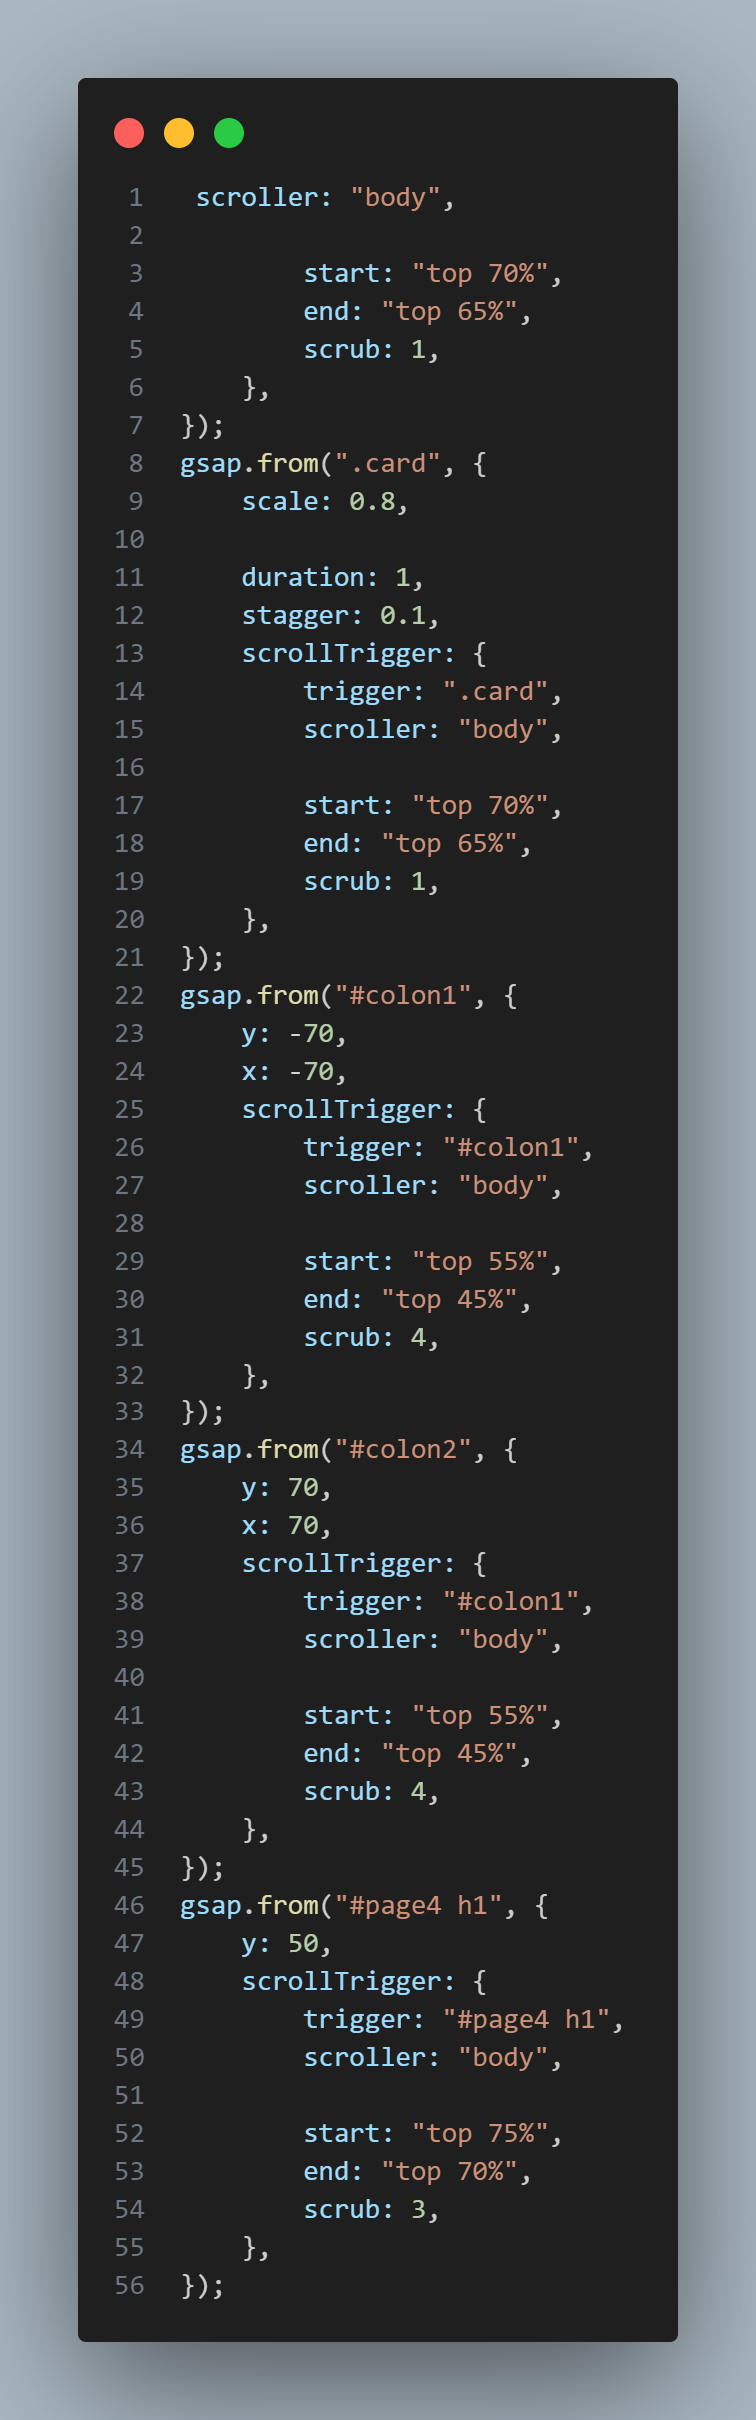 1 scroller: "body",
2
3 start: "top 70%",
4 end: "top 65%",
5 scrub: 1,
6 },
7 });
8 gsap.from(".card", {
9 scale: 0.8,
10
11 duration: 1,
12 stagger: 0.1,
13 scrollTrigger: {
14 trigger: ".card",
15 scroller: "body",
16
17 start: "top 70%",
18 end: "top 65%",
19 scrub: 1,
20 },
21 });
22 gsap.from("#colon1", {
23 y: -70,
24 x: -70,
25 scrollTrigger: {
26 trigger: "#colon1",
27 scroller: "body",
28
29 start: "top 55%",
30 end: "top 45%",
31 scrub: 4,
32 },
33 });
34 gsap.from("#colon2", {
35 y: 70,
36 x: 70,
37 scrollTrigger: {
38 trigger: "#colon1",
39 scroller: "body",
40
41 start: "top 55%",
42 end: "top 45%",
43 scrub: 4,
44 },
45 });
46 gsap.from("#page4 h1", {
47 y: 50,
48 scrollTrigger: {
49 trigger: "#page4 h1",
50 scroller: "body",
51
52 start: "top 75%",
53 end: "top 70%",
54 scrub: 3,
55 },
56 });